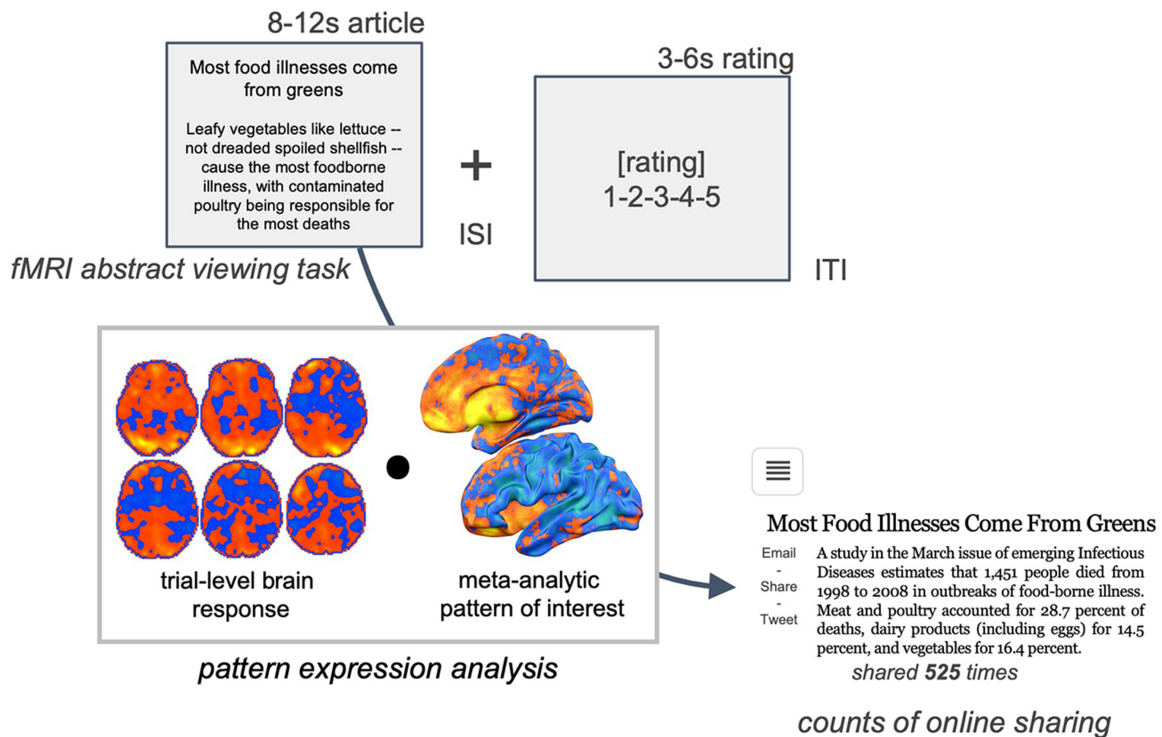 8-12s article
Most food illnesses come
from greens
Leafy vegetables like lettuce --
not dreaded spoiled shellfish --
cause the most foodborne
illness, with contaminated
poultry being responsible for
the most deaths
+
ISI
3-6s rating
[rating]
1-2-3-4-5
ITI
fMRI abstract viewing task
trial-level brain
response
meta-analytic
pattern of interest
pattern expression analysis
Most Food Illnesses Come From Greens
Email
-
Share
-
Tweet
A study in the March issue of emerging Infectious
Diseases estimates that 1,451 people died from
1998 to 2008 in outbreaks of food-borne illness.
Meat and poultry accounted for 28.7 percent of
deaths, dairy products (including eggs) for 14.5
percent, and vegetables for 16.4 percent.
shared 525 times
counts of online sharing